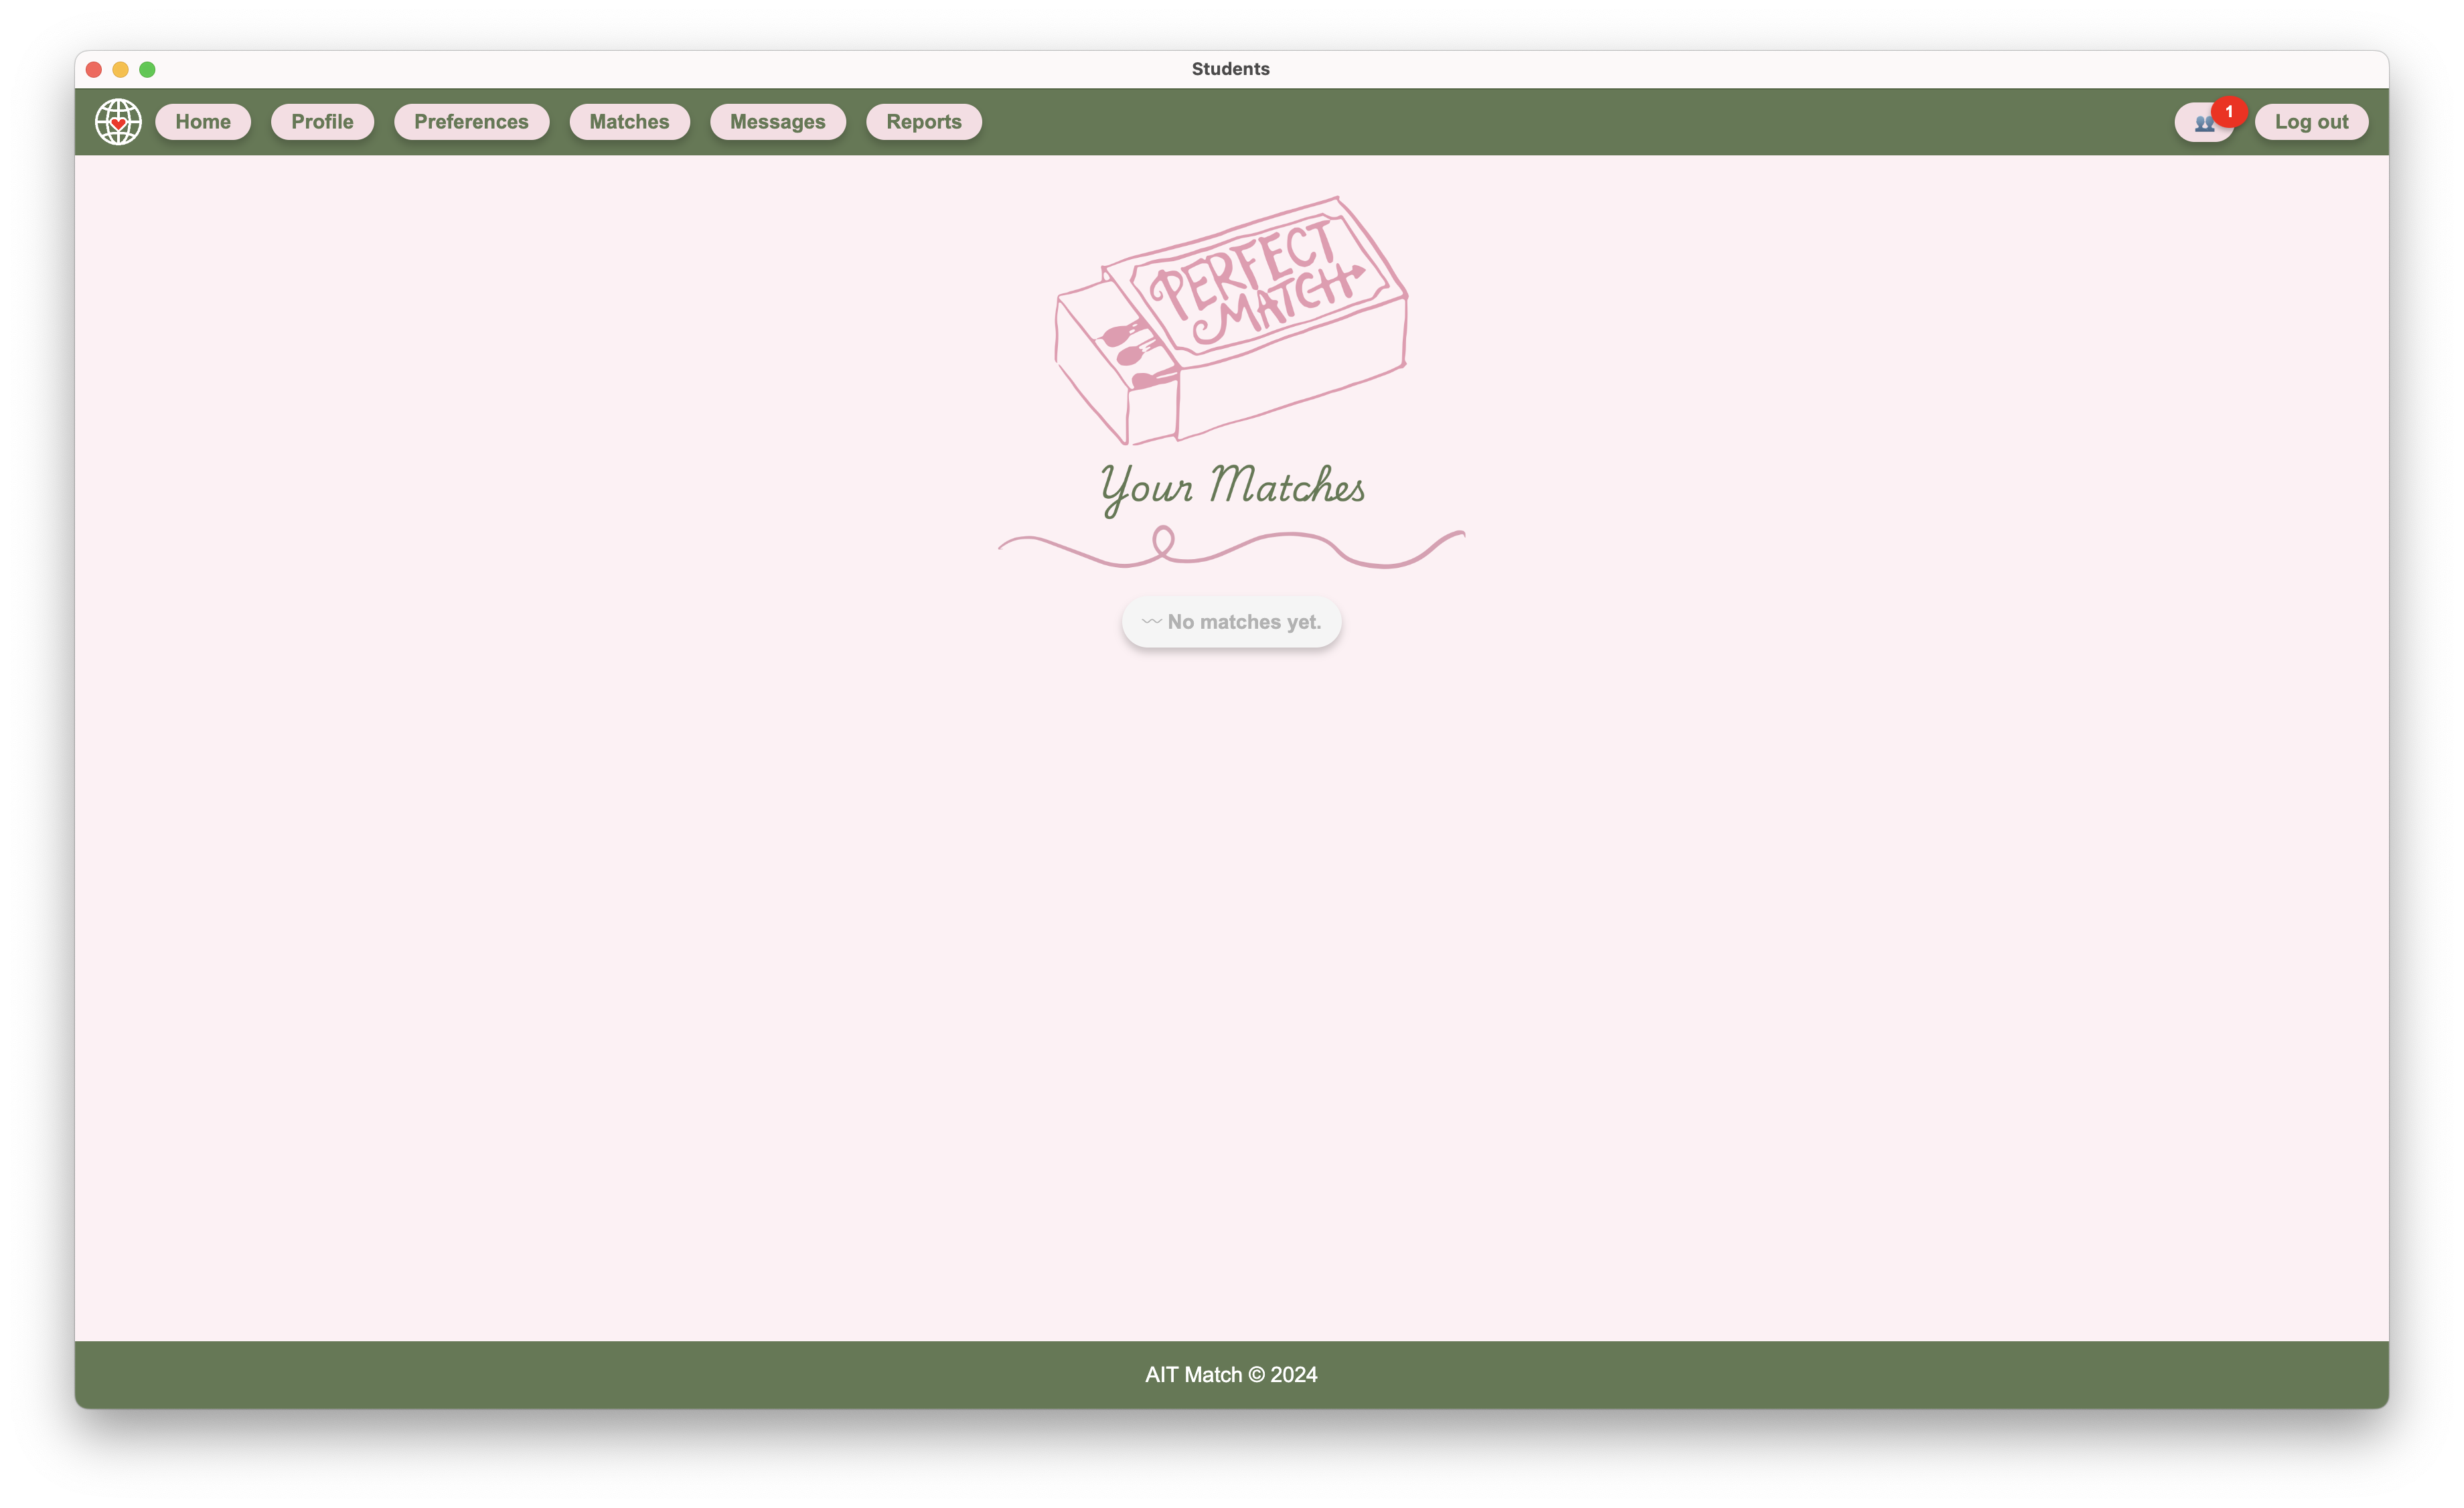 Students
Home Profile Preferences Matches Messages Reports 1 Log out
PERFECT
MATCH
Your Matches
〰 No matches yet.
AIT Match © 2024